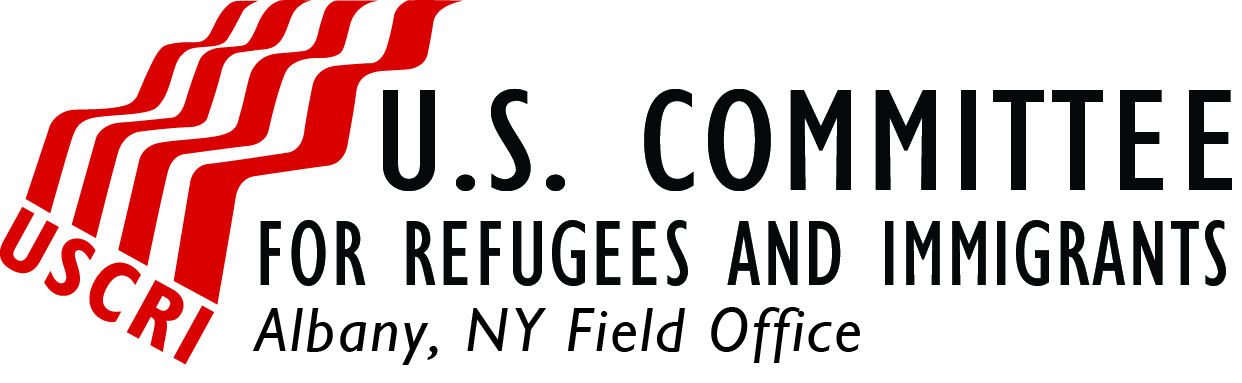 U.S. COMMITTEE
FOR REFUGEES AND IMMIGRANTS
Albany, NY Field Office
USCRI